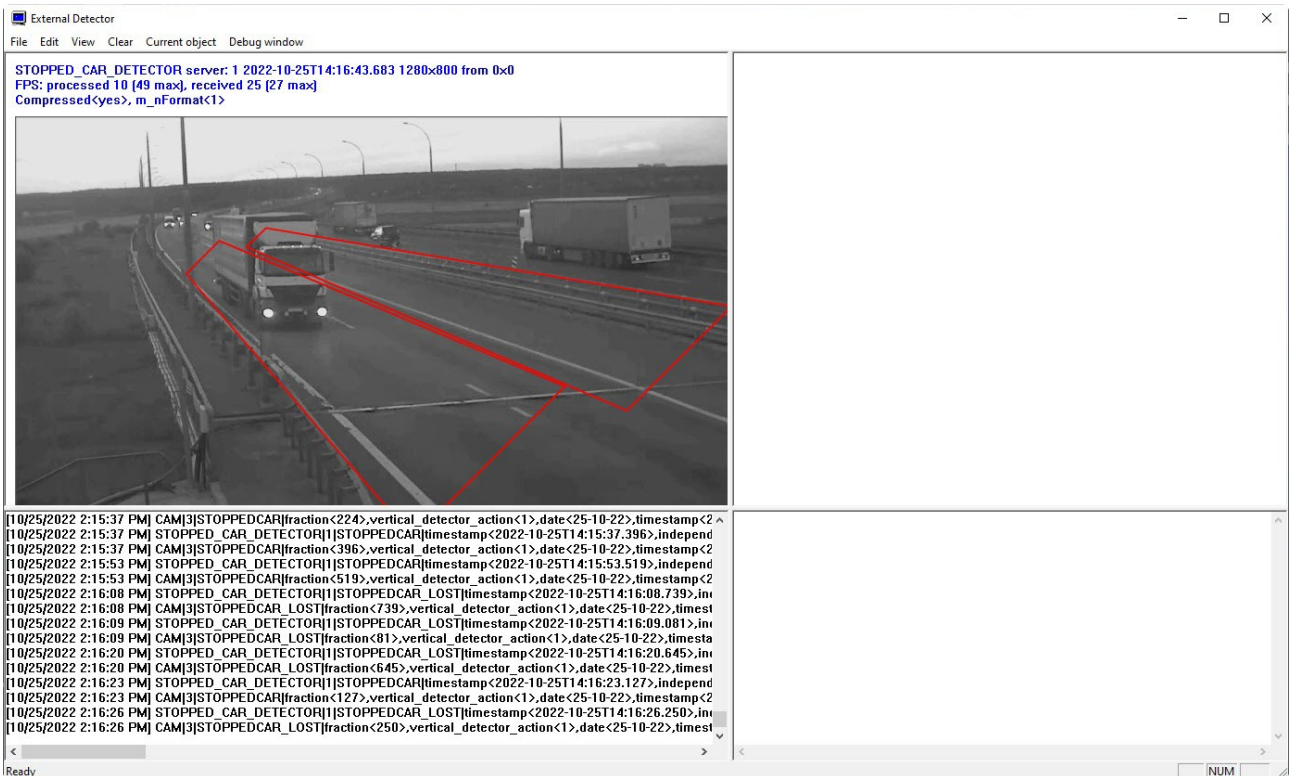 External Detector
File Edit View Clear Current object Debug window
STOPPED_CAR_DETECTOR server: 1 2022-10-25T14:16:43.683 1280x800 from 0x0
FPS: processed 10 (49 max), received 25 (27 max)
Compressed<yes>, m_nFormat<1>
[10/25/2022 2:15:37 PM] CAM|3|STOPPEDCAR|fraction<224>,vertical_detector_action<1>,date<25-10-22>,timestamp<2
[10/25/2022 2:15:37 PM] STOPPED_CAR_DETECTOR|1|STOPPEDCAR|timestamp<2022-10-25T14:15:37.396>,independ
[10/25/2022 2:15:37 PM] CAM|3|STOPPEDCAR|fraction<396>,vertical_detector_action<1>,date<25-10-22>,timestamp<2
[10/25/2022 2:15:53 PM] STOPPED_CAR_DETECTOR|1|STOPPEDCAR|timestamp<2022-10-25T14:15:53.519>,independ
[10/25/2022 2:15:53 PM] CAM|3|STOPPEDCAR|fraction<519>,vertical_detector_action<1>,date<25-10-22>,timestamp<2
[10/25/2022 2:16:08 PM] STOPPED_CAR_DETECTOR|1|STOPPEDCAR_LOST|timestamp<2022-10-25T14:16:08.739>,in
[10/25/2022 2:16:08 PM] CAM|3|STOPPEDCAR_LOST|fraction<739>,vertical_detector_action<1>,date<25-10-22>,timest
[10/25/2022 2:16:09 PM] STOPPED_CAR_DETECTOR|1|STOPPEDCAR_LOST|timestamp<2022-10-25T14:16:09.081>,in
[10/25/2022 2:16:09 PM] CAM|3|STOPPEDCAR_LOST|fraction<81>,vertical_detector_action<1>,date<25-10-22>,timesta
[10/25/2022 2:16:20 PM] STOPPED_CAR_DETECTOR|1|STOPPEDCAR_LOST|timestamp<2022-10-25T14:16:20.645>,in
[10/25/2022 2:16:20 PM] CAM|3|STOPPEDCAR_LOST|fraction<645>,vertical_detector_action<1>,date<25-10-22>,timest
[10/25/2022 2:16:23 PM] STOPPED_CAR_DETECTOR|1|STOPPEDCAR|timestamp<2022-10-25T14:16:23.127>,independ
[10/25/2022 2:16:23 PM] CAM|3|STOPPEDCAR|fraction<127>,vertical_detector_action<1>,date<25-10-22>,timestamp<2
[10/25/2022 2:16:26 PM] STOPPED_CAR_DETECTOR|1|STOPPEDCAR_LOST|timestamp<2022-10-25T14:16:26.250>,in
[10/25/2022 2:16:26 PM] CAM|3|STOPPEDCAR_LOST|fraction<250>,vertical_detector_action<1>,date<25-10-22>,timest
Ready
NUM